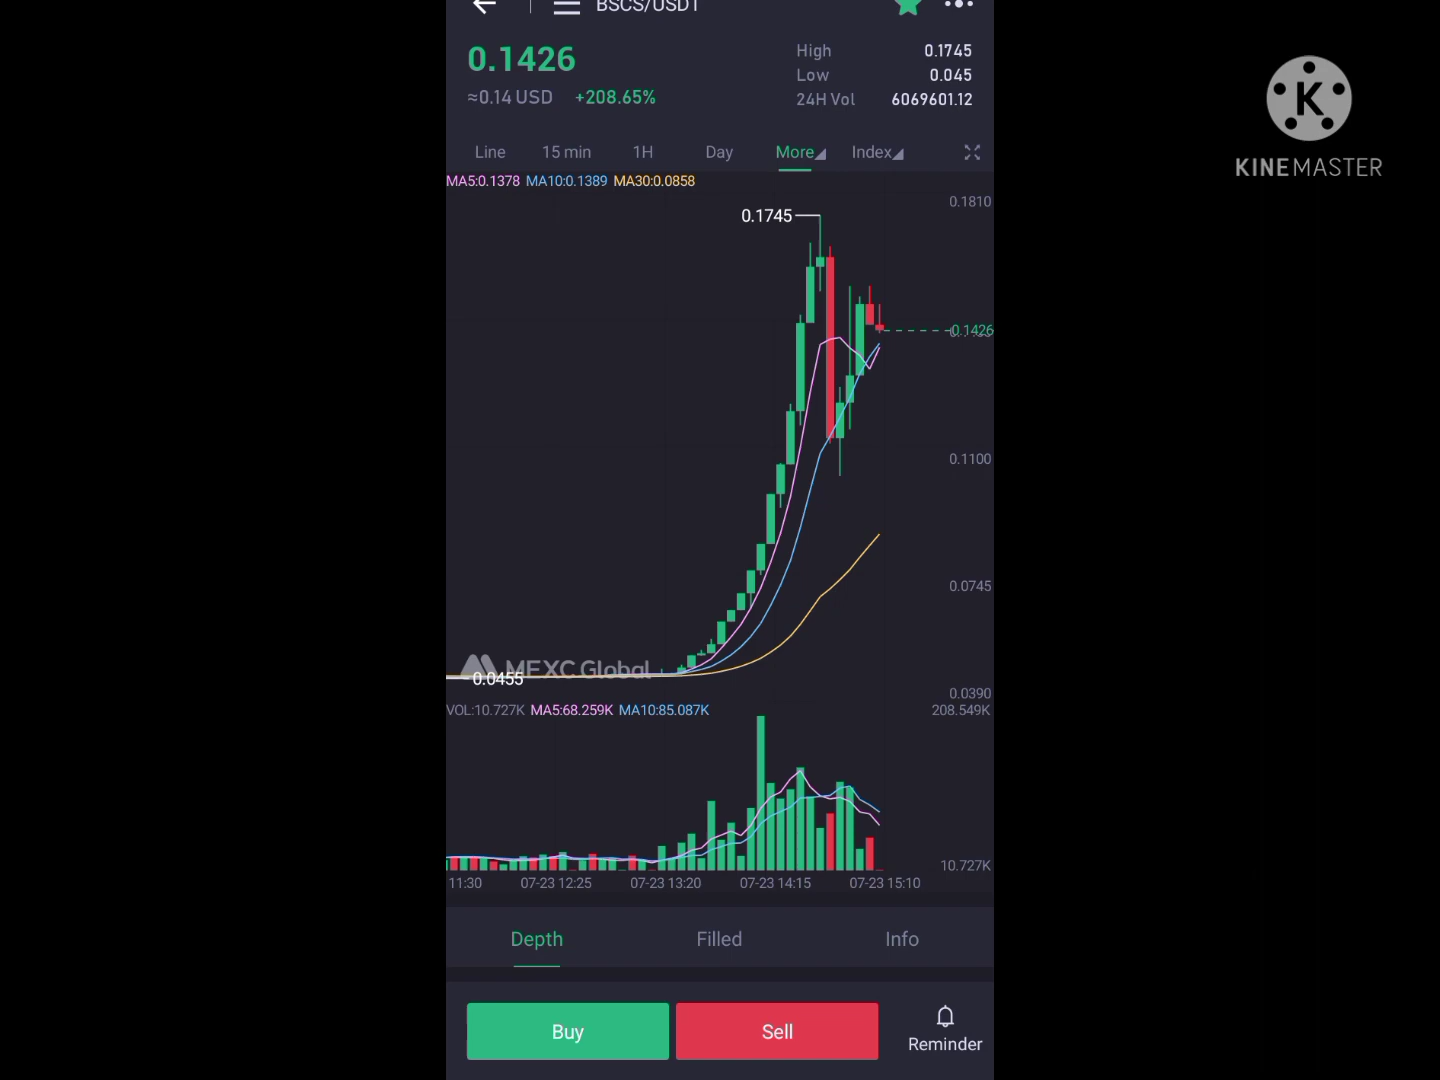 BSCS/USDT
0.1426
≈0.14 USD +208.65%
High 0.1745
Low 0.045
24H Vol 6069601.12
Line 15 min 1H Day More Index
MA5:0.1378 MA10:0.1389 MA30:0.0858
0.1810
0.1745
0.1426
0.1100
0.0745
MEXC Global
0.0455
0.0390
VOL:10.727K MA5:68.259K MA10:85.087K 208.549K
10.727K
11:30 07-23 12:25 07-23 13:20 07-23 14:15 07-23 15:10
Depth Filled Info
Buy Sell Reminder
K
KINEMASTER